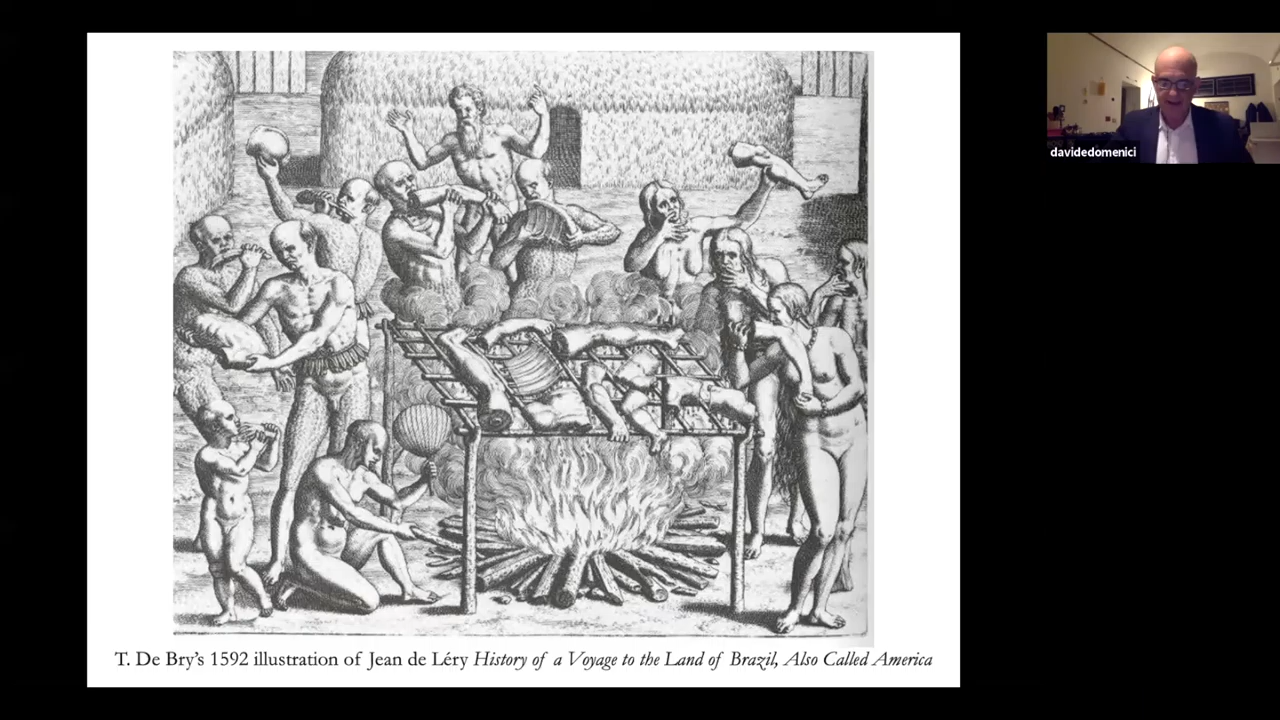 davidedomenici
T. De Bry's 1592 illustration of Jean de Léry History of a Voyage to the Land of Brazil, Also Called America